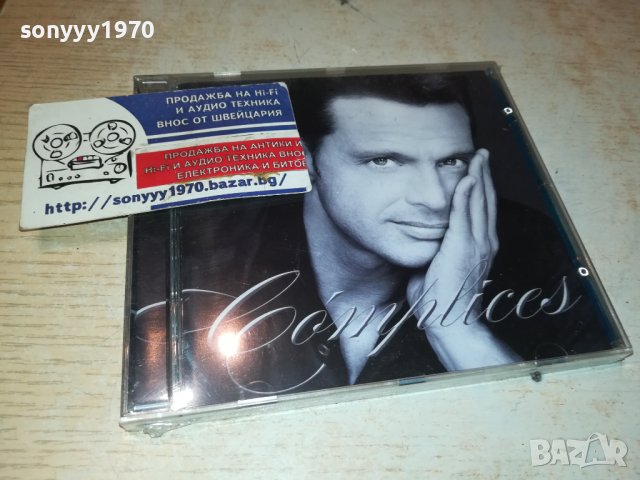 sonyyy1970
ПРОДАЖБА НА Hi-Fi
И АУДИО ТЕХНИКА
ВНОС ОТ ШВЕЙЦАРИЯ
ПРОДАЖБА НА АНТИКИ И
Hi-Fi И АУДИО ТЕХНИКА ВНОС
ЕЛЕКТРОНИКА И БИТОВ
http://sonyyy1970.bazar.bg/
Cómplices
BAZAR
bg